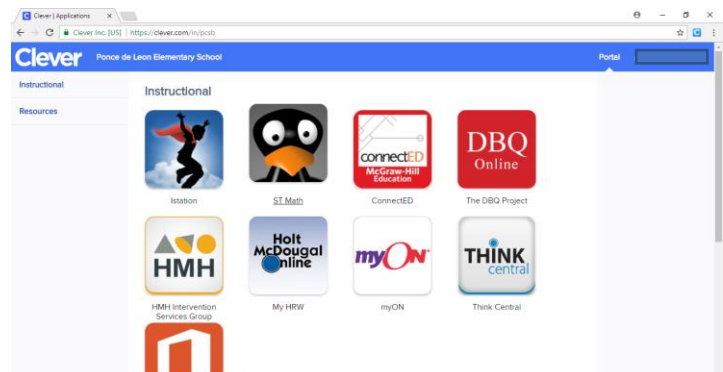 Clever | Applications
Clever Inc. [US] | https://clever.com/in/pcsb
Clever Ponce de Leon Elementary School Portal
Instructional
Resources
Instructional
Istation
ST Math
connectED
McGraw-Hill
Education
ConnectED
DBQ
Online
The DBQ Project
HMH
HMH Intervention
Services Group
Holt
McDougal
Online
My HRW
myON
myON
THINK
central
Think Central